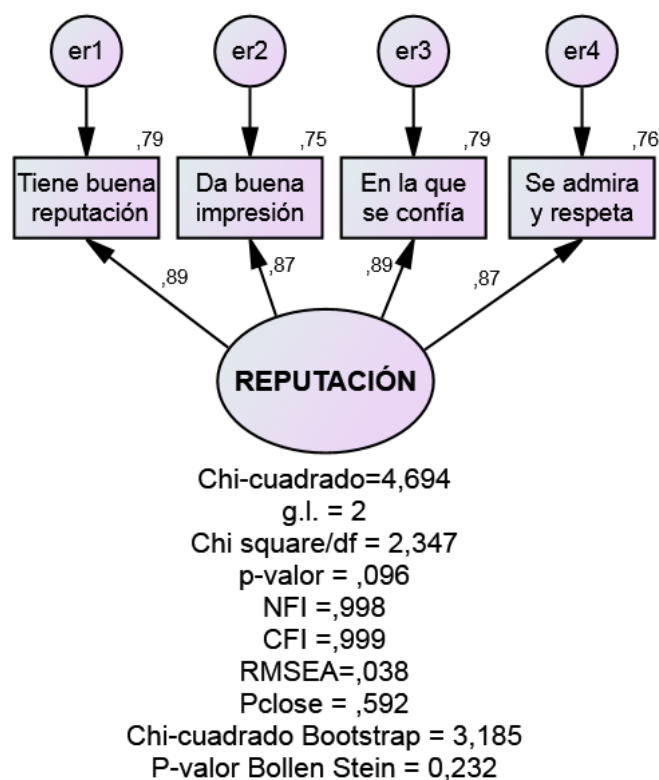 er1
er2
er3
er4
,79
,75
,79
,76
Tiene buena
reputación
Da buena
impresión
En la que
se confía
Se admira
y respeta
,89
,87
,89
,87
REPUTACIÓN
Chi-cuadrado=4,694
g.l. = 2
Chi square/df = 2,347
p-valor = ,096
NFI =,998
CFI =,999
RMSEA=,038
Pclose = ,592
Chi-cuadrado Bootstrap = 3,185
P-valor Bollen Stein = 0,232